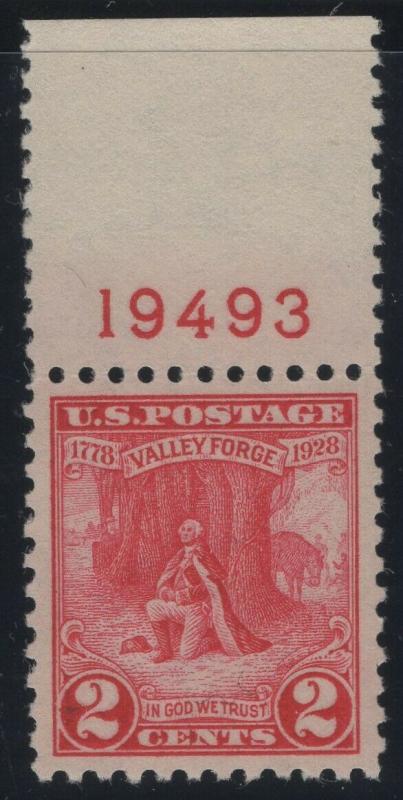 19493
U.S. POSTAGE
1778 VALLEY FORGE 1928
IN GOD WE TRUST
2 CENTS 2